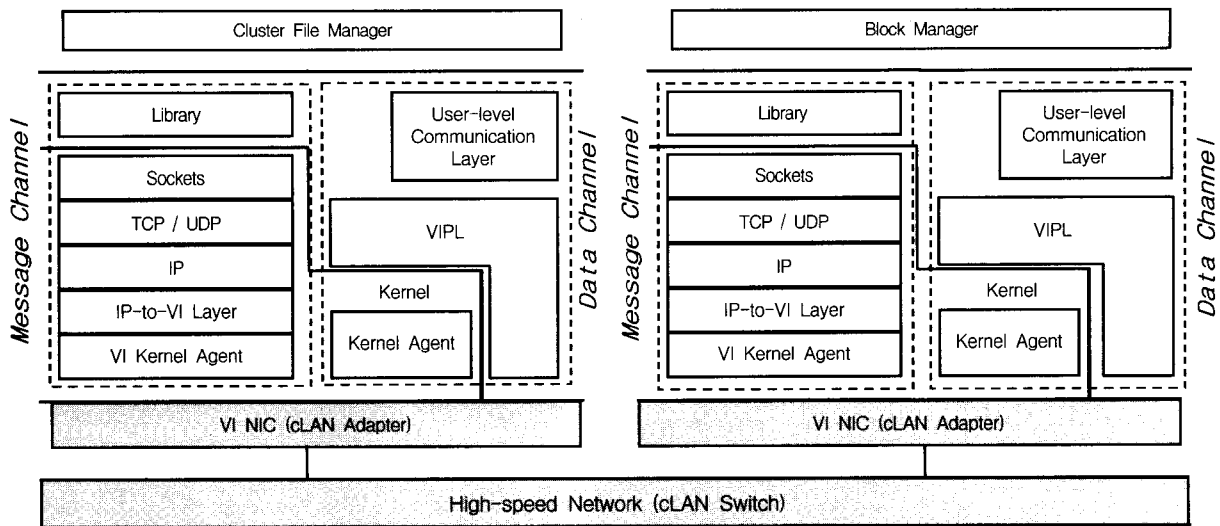 Cluster File Manager
Message Channel
Library
Sockets
TCP / UDP
IP
IP-to-VI Layer
VI Kernel Agent
User-level
Communication
Layer
VIPL
Kernel
Kernel Agent
Data Channel
VI NIC (cLAN Adapter)
Block Manager
Message Channel
Library
Sockets
TCP / UDP
IP
IP-to-VI Layer
VI Kernel Agent
User-level
Communication
Layer
VIPL
Kernel
Kernel Agent
Data Channel
VI NIC (cLAN Adapter)
High-speed Network (cLAN Switch)